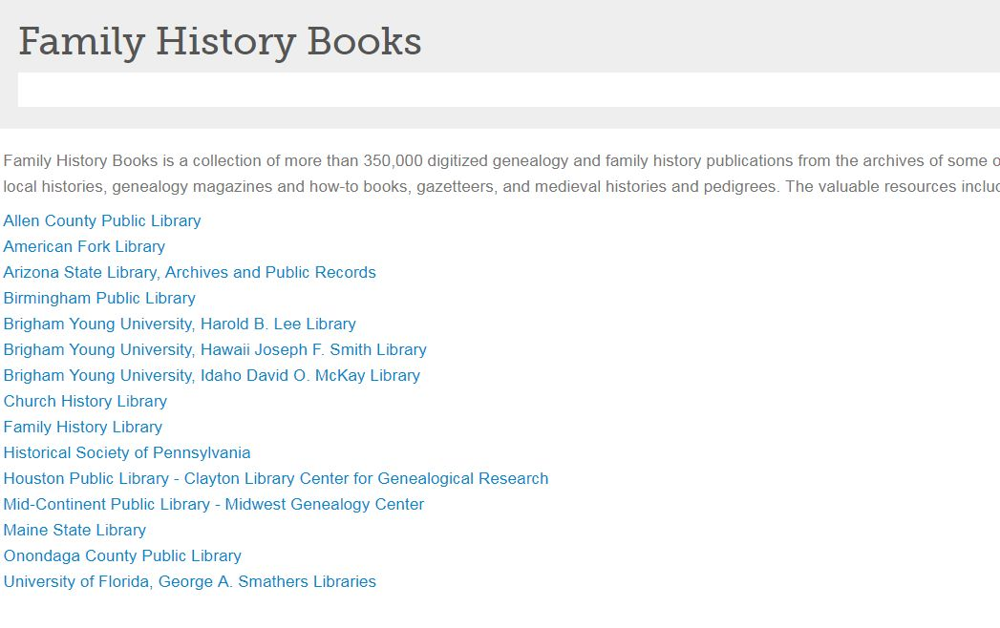 Family History Books
Family History Books is a collection of more than 350,000 digitized genealogy and family history publications from the archives of some
local histories, genealogy magazines and how-to books, gazetteers, and medieval histories and pedigrees. The valuable resources
Allen County Public Library
American Fork Library
Arizona State Library, Archives and Public Records
Birmingham Public Library
Brigham Young University, Harold B. Lee Library
Brigham Young University, Hawaii Joseph F. Smith Library
Brigham Young University, Idaho David O. McKay Library
Church History Library
Family History Library
Historical Society of Pennsylvania
Houston Public Library - Clayton Library Center for Genealogical Research
Mid-Continent Public Library - Midwest Genealogy Center
Maine State Library
Onondaga County Public Library
University of Florida, George A. Smathers Libraries